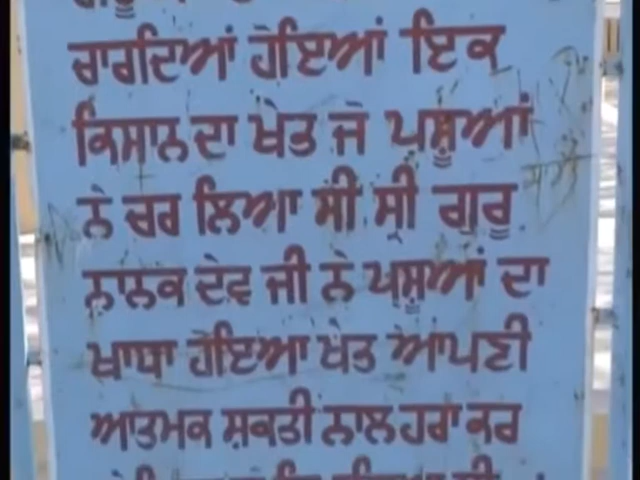 ਚਾਰਦਿਆਂ ਹੋਇਆਂ ਇਕ
ਕਿਸਾਨ ਦਾ ਖੇਤ ਜੋ ਪਸ਼ੂਆਂ
ਨੇ ਚਰ ਲਿਆ ਸੀ ਸ੍ਰੀ ਗੁਰੂ
ਨਾਨਕ ਦੇਵ ਜੀ ਨੇ ਪਸ਼ੂਆਂ ਦਾ
ਖਾਧਾ ਹੋਇਆ ਖੇਤ ਆਪਣੀ
ਆਤਮਕ ਸ਼ਕਤੀ ਨਾਲ ਹਰਾ ਕਰ